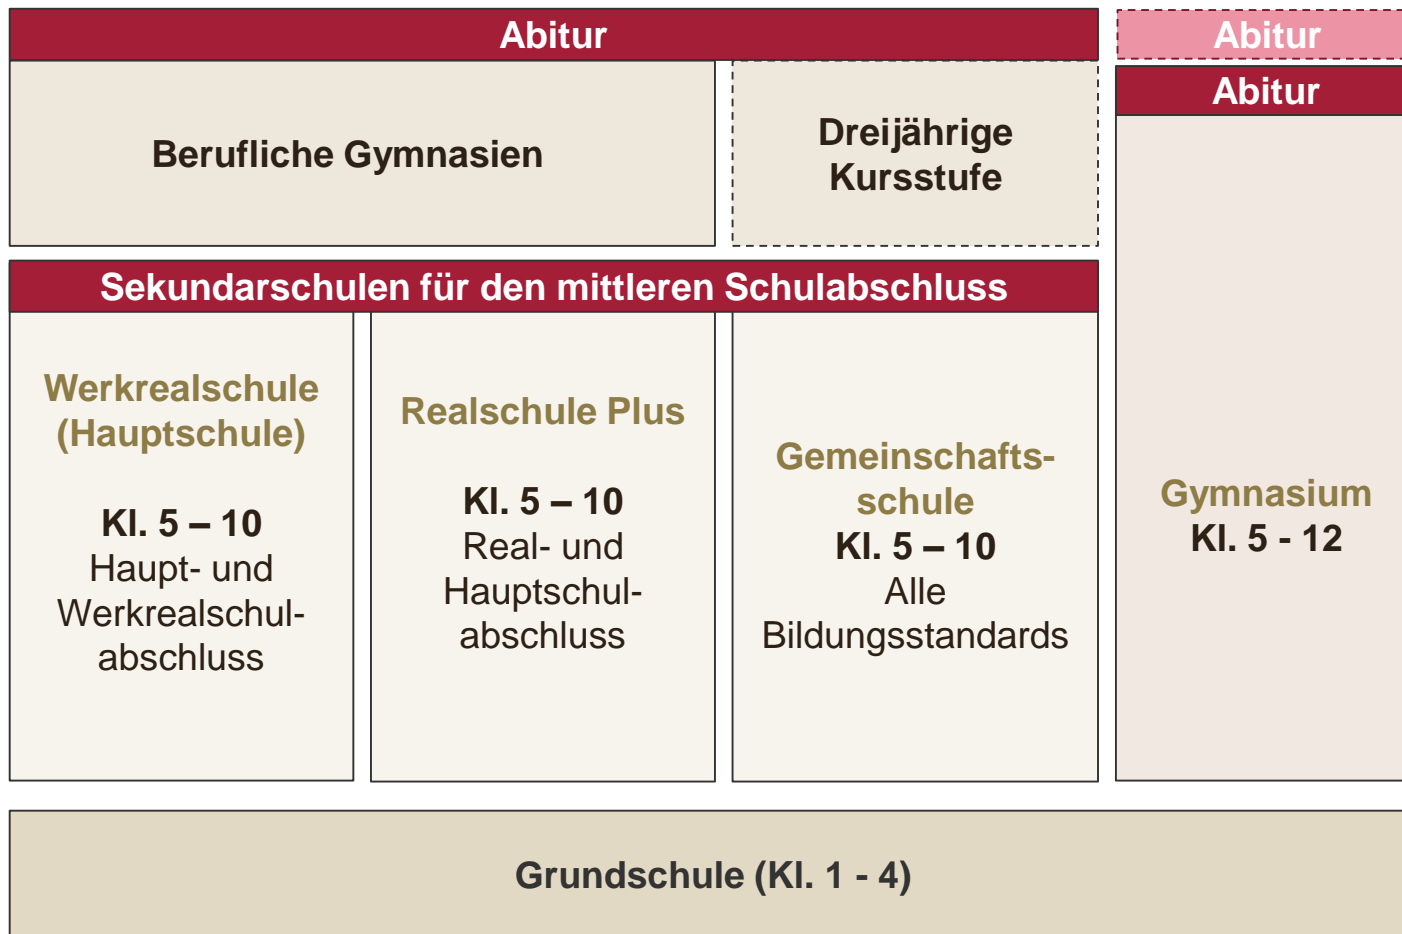 Abitur
Abitur
Abitur
Berufliche Gymnasien
Dreijährige
Kursstufe
Sekundarschulen für den mittleren Schulabschluss
Werkrealschule
(Hauptschule)
Kl. 5 – 10
Haupt- und
Werkrealschul-
abschluss
Realschule Plus
Kl. 5 – 10
Real- und
Hauptschul-
abschluss
Gemeinschafts-
schule
Kl. 5 – 10
Alle
Bildungsstandards
Gymnasium
Kl. 5 - 12
Grundschule (Kl. 1 - 4)